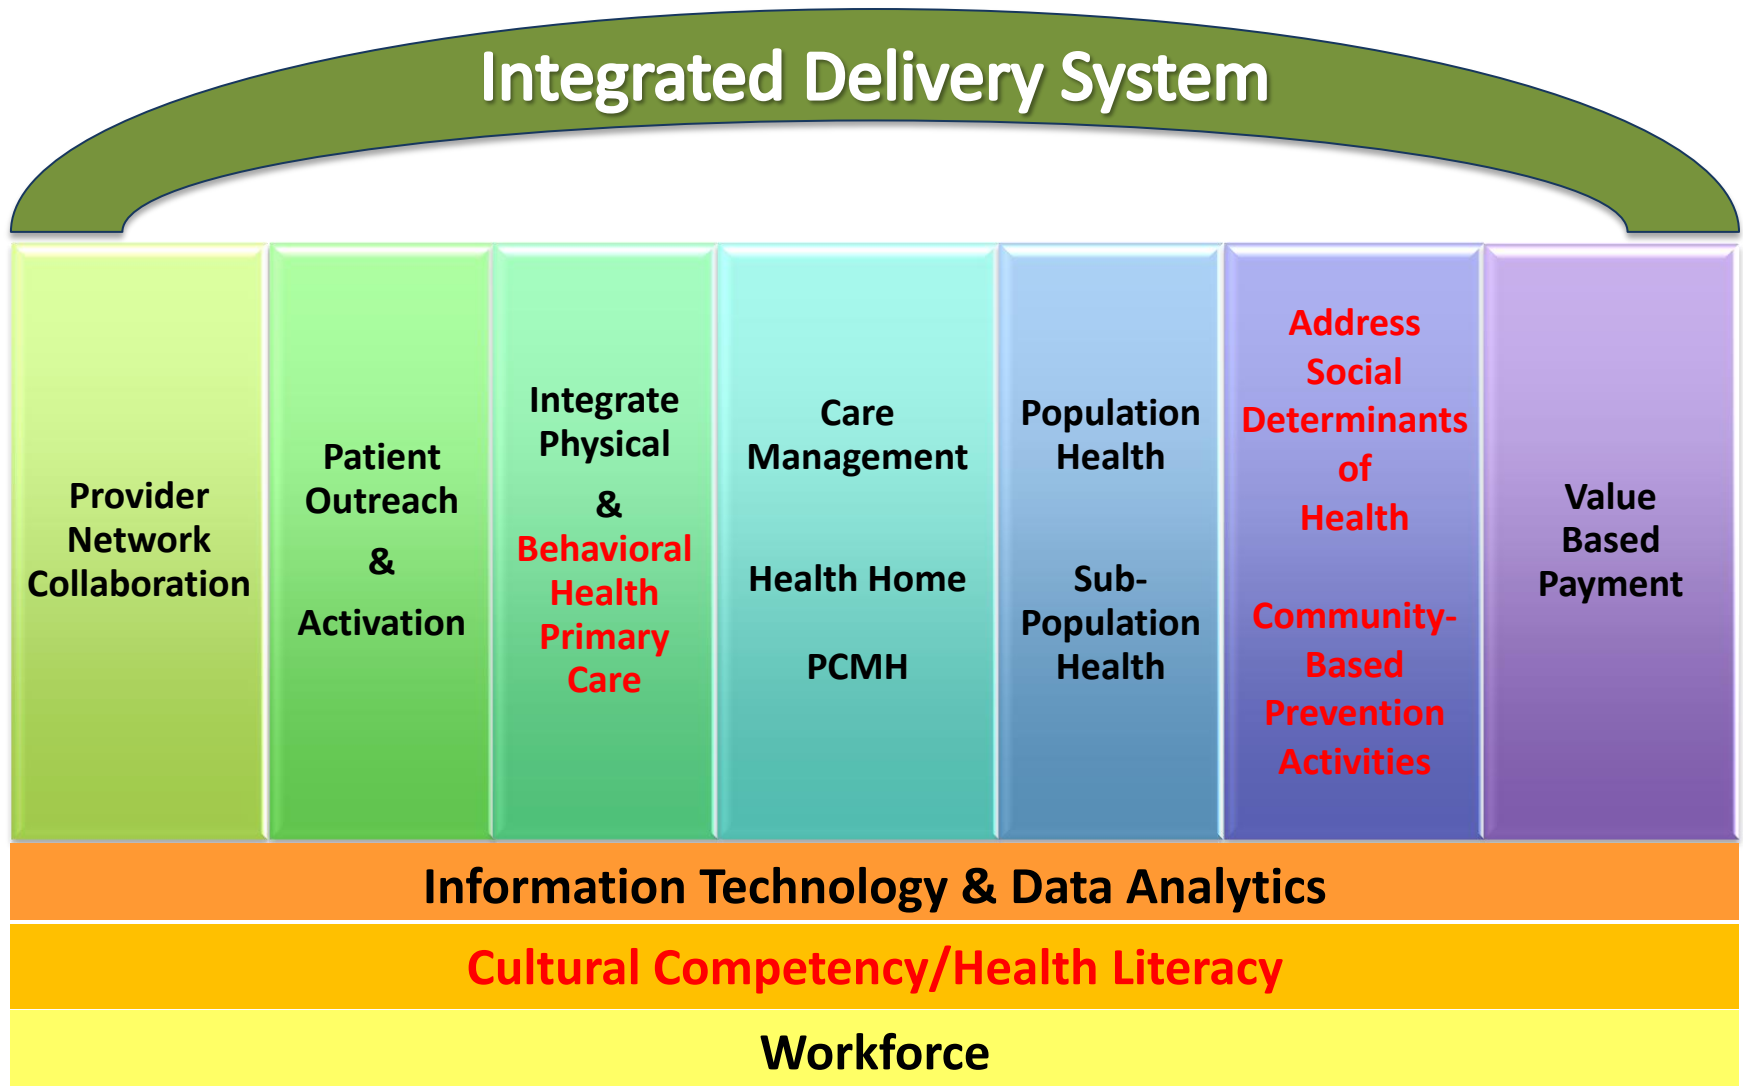 Integrated Delivery System
Provider
Network
Collaboration
Patient
Outreach
&
Activation
Integrate
Physical
&
Behavioral
Health
Primary
Care
Care
Management
Health Home
PCMH
Population
Health
Sub-
Population
Health
Address
Social
Determinants
of
Health
Community-
Based
Prevention
Activities
Value
Based
Payment
Information Technology & Data Analytics
Cultural Competency/Health Literacy
Workforce